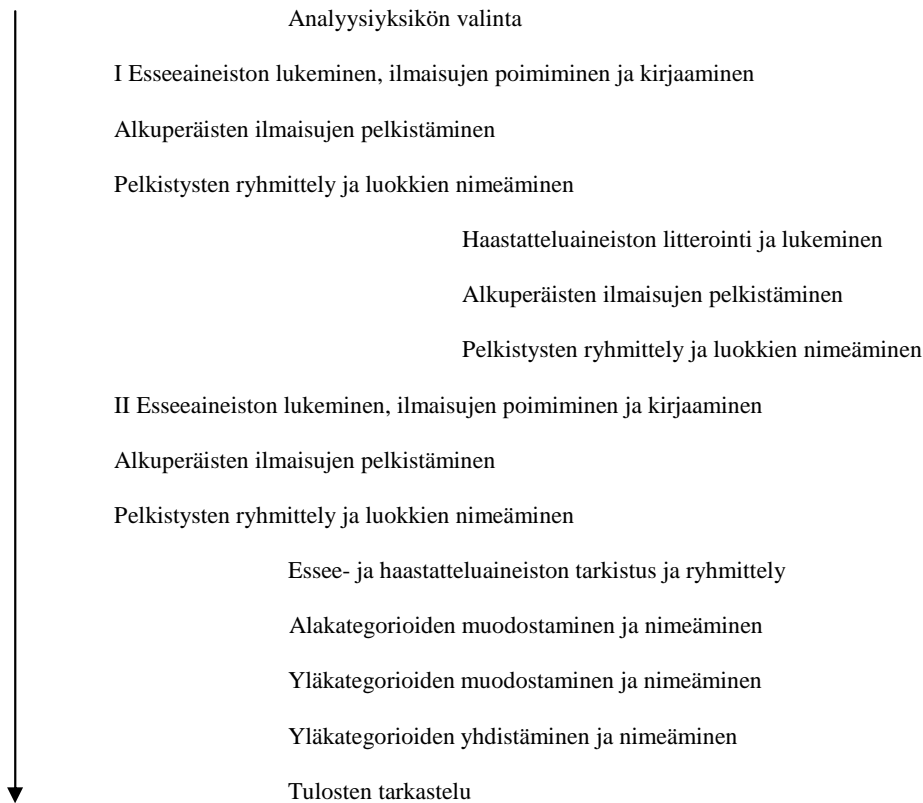 Analyysiyksikön valinta
I Esseeaineiston lukeminen, ilmaisujen poimiminen ja kirjaaminen
Alkuperäisten ilmaisujen pelkistäminen
Pelkistysten ryhmittely ja luokkien nimeäminen
Haastatteluaineiston litterointi ja lukeminen
Alkuperäisten ilmaisujen pelkistäminen
Pelkistysten ryhmittely ja luokkien nimeäminen
II Esseeaineiston lukeminen, ilmaisujen poimiminen ja kirjaaminen
Alkuperäisten ilmaisujen pelkistäminen
Pelkistysten ryhmittely ja luokkien nimeäminen
Essee- ja haastatteluaineiston tarkistus ja ryhmittely
Alakategorioiden muodostaminen ja nimeäminen
Yläkategorioiden muodostaminen ja nimeäminen
Yläkategorioiden yhdistäminen ja nimeäminen
Tulosten tarkastelu